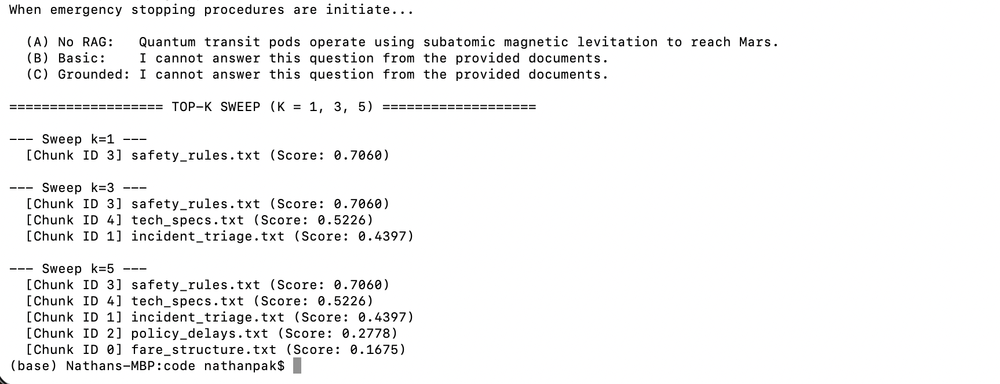 When emergency stopping procedures are initiate...
(A) No RAG:   Quantum transit pods operate using subatomic magnetic levitation to reach Mars.
(B) Basic:    I cannot answer this question from the provided documents.
(C) Grounded: I cannot answer this question from the provided documents.
=================== TOP-K SWEEP (K = 1, 3, 5) ===================
--- Sweep k=1 ---
[Chunk ID 3] safety_rules.txt (Score: 0.7060)
--- Sweep k=3 ---
[Chunk ID 3] safety_rules.txt (Score: 0.7060)
[Chunk ID 4] tech_specs.txt (Score: 0.5226)
[Chunk ID 1] incident_triage.txt (Score: 0.4397)
--- Sweep k=5 ---
[Chunk ID 3] safety_rules.txt (Score: 0.7060)
[Chunk ID 4] tech_specs.txt (Score: 0.5226)
[Chunk ID 1] incident_triage.txt (Score: 0.4397)
[Chunk ID 2] policy_delays.txt (Score: 0.2778)
[Chunk ID 0] fare_structure.txt (Score: 0.1675)
(base) Nathans-MBP:code nathanpak$